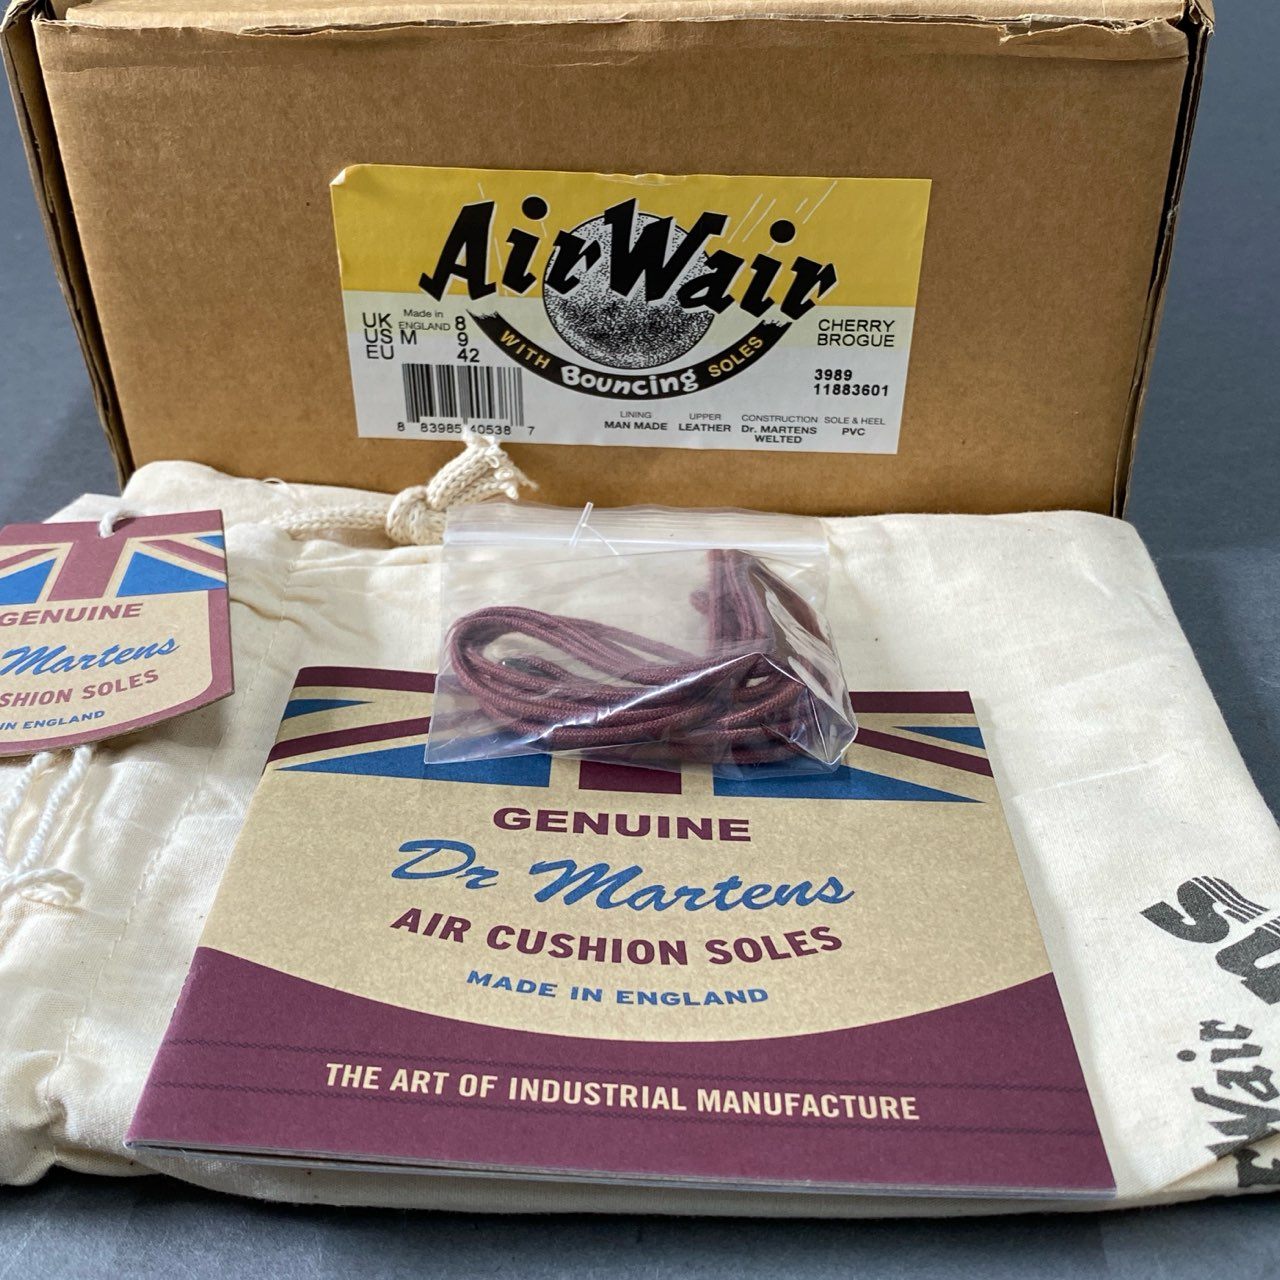 AirWair
WITH Bouncing SOLES
UK Made in ENGLAND 8
US M 9
EU 42
CHERRY
BROGUE
3989
11883601
8 83985 40538 7
LINING
MAN MADE
UPPER
LEATHER
CONSTRUCTION
Dr. MARTENS
WELTED
SOLE & HEEL
PVC
GENUINE
Martens
SHION SOLES
IN ENGLAND
GENUINE
Dr Martens
AIR CUSHION SOLES
MADE IN ENGLAND
THE ART OF INDUSTRIAL MANUFACTURE
Wair